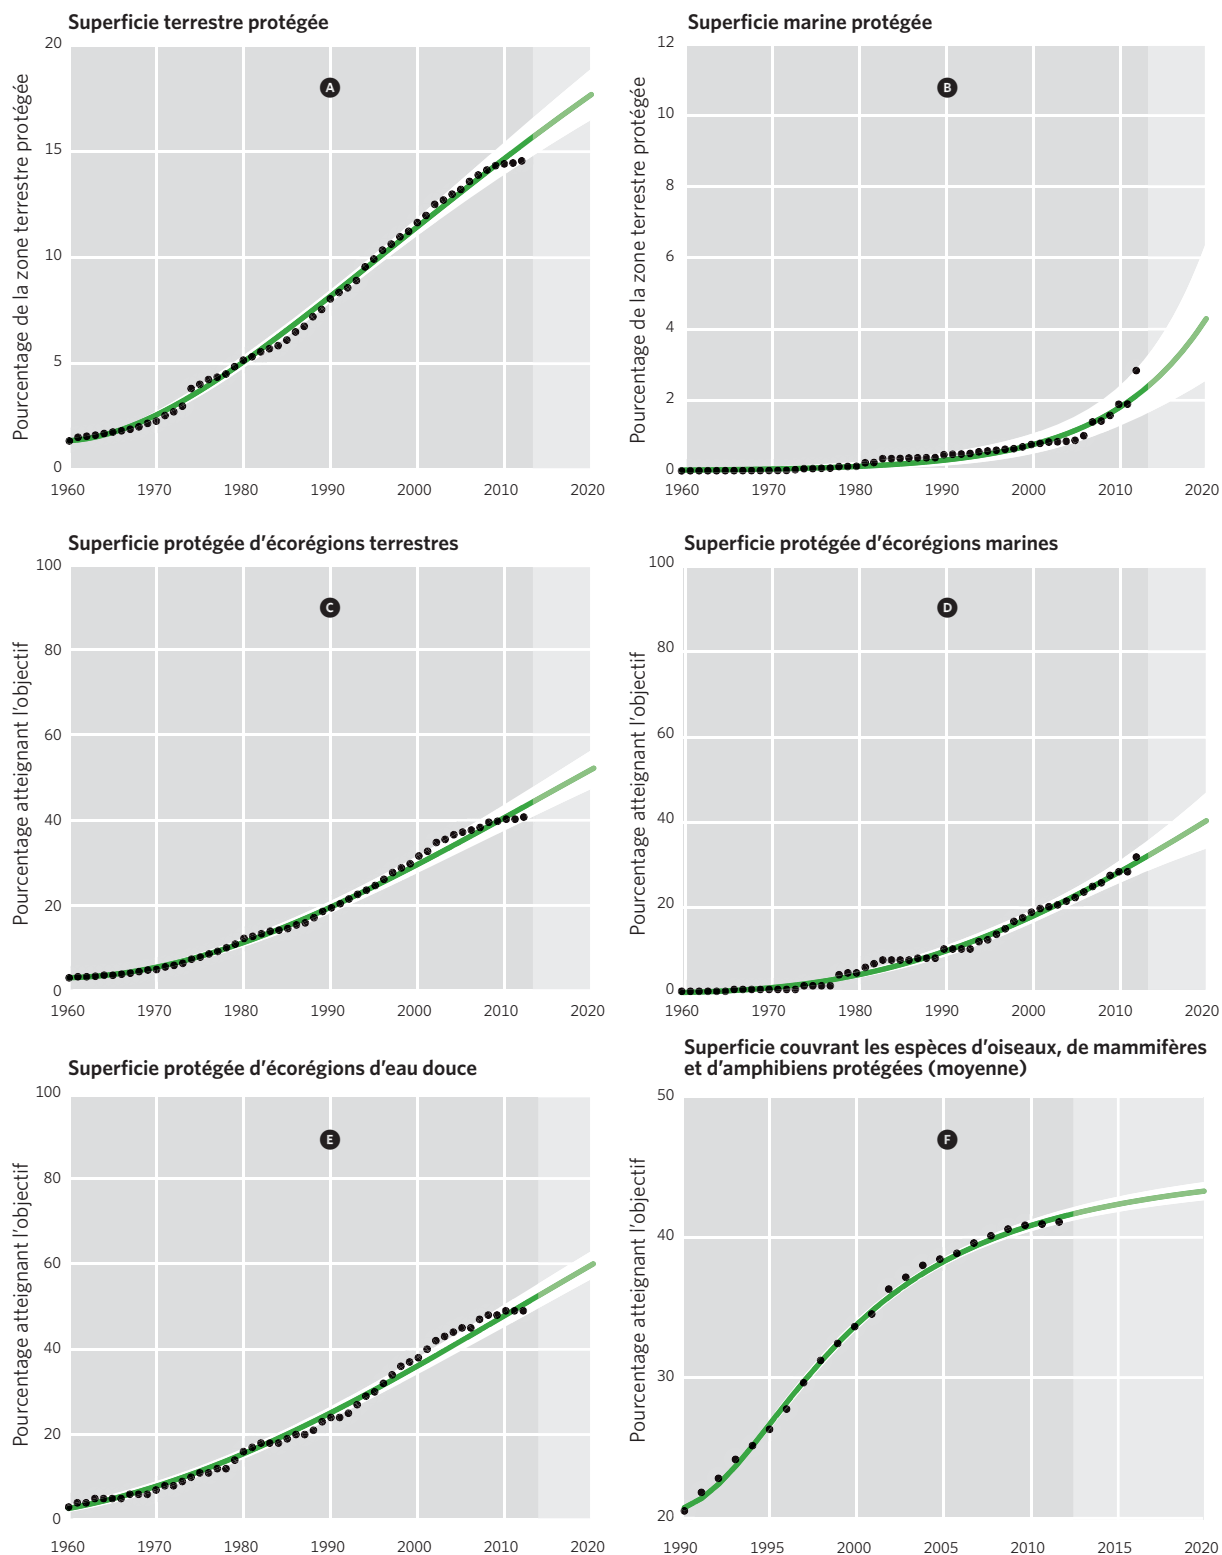 Superficie terrestre protégée
Pourcentage de la zone terrestre protégée
20
15
10
5
0
A
1960 1970 1980 1990 2000 2010 2020
Superficie marine protégée
Pourcentage de la zone terrestre protégée
12
10
8
6
4
2
0
B
1960 1970 1980 1990 2000 2010 2020
Superficie protégée d'écorégions terrestres
Pourcentage atteignant l'objectif
100
80
60
40
20
0
C
1960 1970 1980 1990 2000 2010 2020
Superficie protégée d'écorégions marines
Pourcentage atteignant l'objectif
100
80
60
40
20
0
D
1960 1970 1980 1990 2000 2010 2020
Superficie protégée d'écorégions d'eau douce
Pourcentage atteignant l'objectif
100
80
60
40
20
0
E
1960 1970 1980 1990 2000 2010 2020
Superficie couvrant les espèces d'oiseaux, de mammifères
et d'amphibiens protégées (moyenne)
Pourcentage atteignant l'objectif
50
40
30
20
F
1990 1995 2000 2005 2010 2015 2020